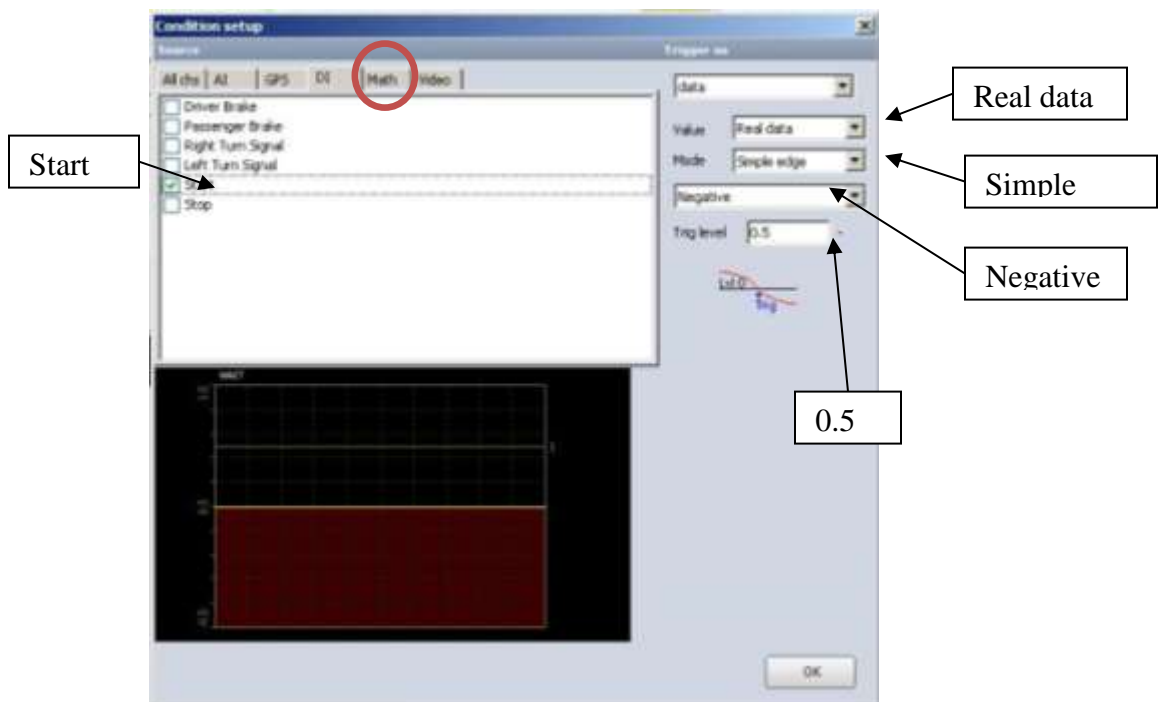 Condition setup
Source
Trigger on
All chs AI GPS DI Math Video
data
Driver Brake
Passenger Brake
Right Turn Signal
Left Turn Signal
Stop
Value Real data
Mode Simple edge
Negative
Trig level 0.5
Trig
OK
Start
Real data
Simple
Negative
0.5